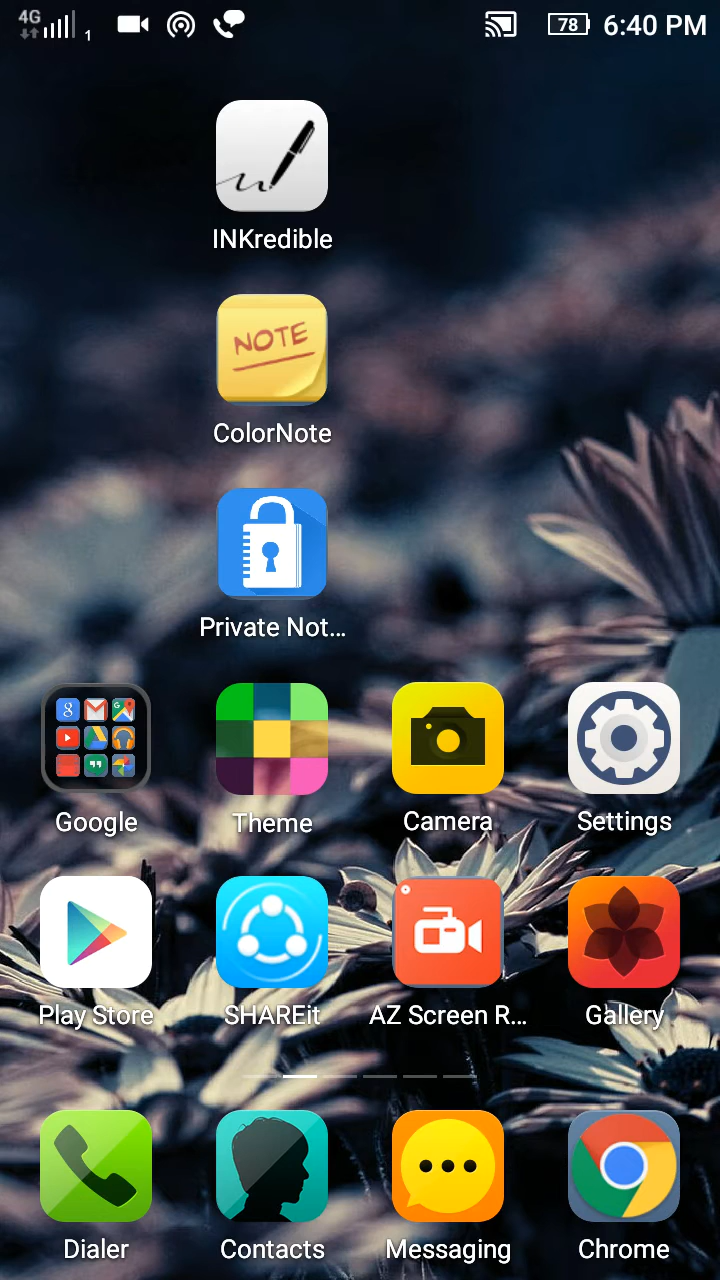 4G 1 78 6:40 PM
INKredible
NOTE
ColorNote
Private Not...
Google Theme Camera Settings
Play Store SHAREit AZ Screen R... Gallery
Dialer Contacts Messaging Chrome